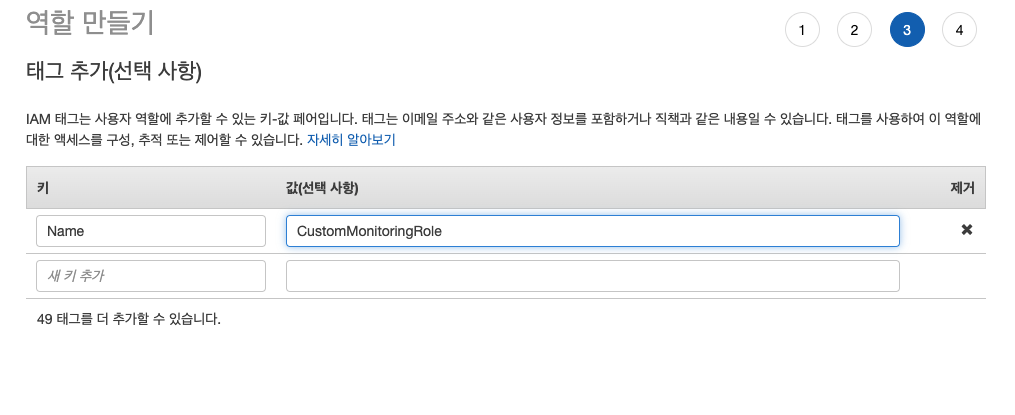 역할 만들기
1 2 3 4
태그 추가(선택 사항)
IAM 태그는 사용자 역할에 추가할 수 있는 키-값 페어입니다. 태그는 이메일 주소와 같은 사용자 정보를 포함하거나 직책과 같은 내용일 수 있습니다. 태그를 사용하여 이 역할에
대한 액세스를 구성, 추적 또는 제어할 수 있습니다. 자세히 알아보기
키 값(선택 사항) 제거
Name CustomMonitoringRole ✖
새 키 추가
49 태그를 더 추가할 수 있습니다.